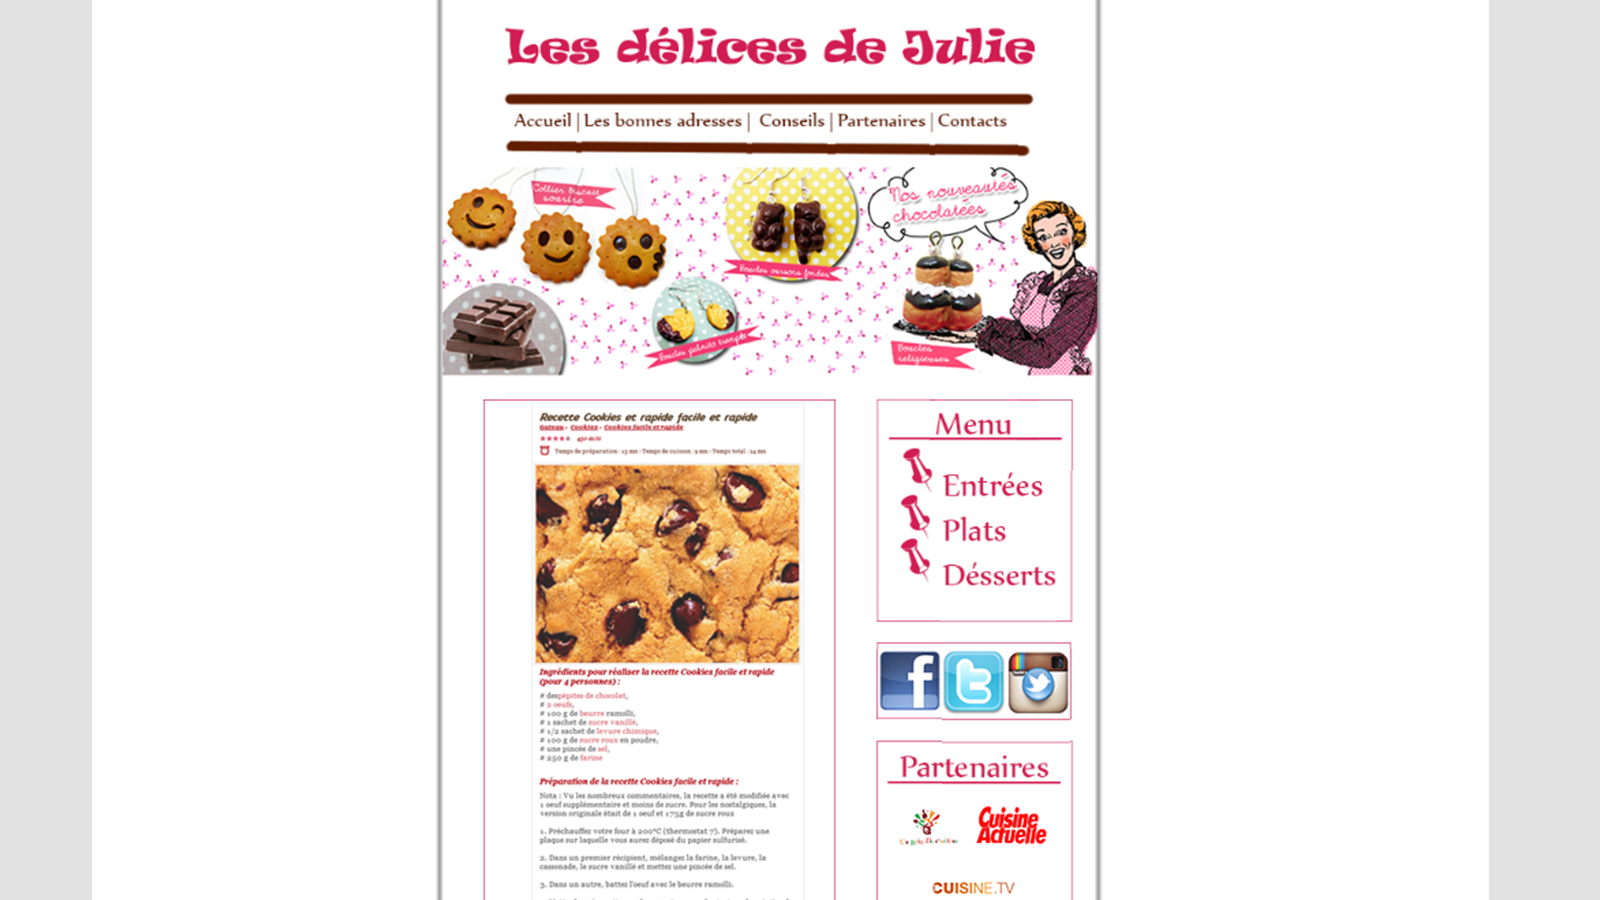 Les délices de Julie
Accueil | Les bonnes adresses | Conseils | Partenaires | Contacts
Collier biscuit
sourire
Boucles oursons fondus
Nos nouveautés
chocolatées
Boucles palmito trempés
Boucles
religieuses
Recette Cookies et rapide facile et rapide
Gateau - Cookies - Cookies facile et rapide
Temps de préparation : 15 mn - Temps de cuisson : 9 mn - Temps total : 24 mn
Ingrédients pour réaliser la recette Cookies facile et rapide
(pour 4 personnes) :
# despépites de chocolat,
# 2 oeufs,
# 100 g de beurre ramolli,
# 1 sachet de sucre vanillé,
# 1/2 sachet de levure chimique,
# 100 g de sucre roux en poudre,
# une pincée de sel,
# 250 g de farine
Préparation de la recette Cookies facile et rapide :
Nota : Vu les nombreux commentaires, la recette a été modifiée avec
1 oeuf supplémentaire et moins de sucre. Pour les nostalgiques, la
version originale était de 1 oeuf et 175g de sucre roux
1. Préchauffez votre four à 200°C (thermostat 7). Préparez une
plaque sur laquelle vous aurez déposé du papier sulfurisé.
2. Dans un premier récipient, mélangez la farine, la levure, la
cassonade, le sucre vanillé et mettez une pincée de sel.
3. Dans un autre, battez l'oeuf avec le beurre ramolli.
Menu
Entrées
Plats
Désserts
f
t
Partenaires
Cuisine
Actuelle
CUISINE.TV